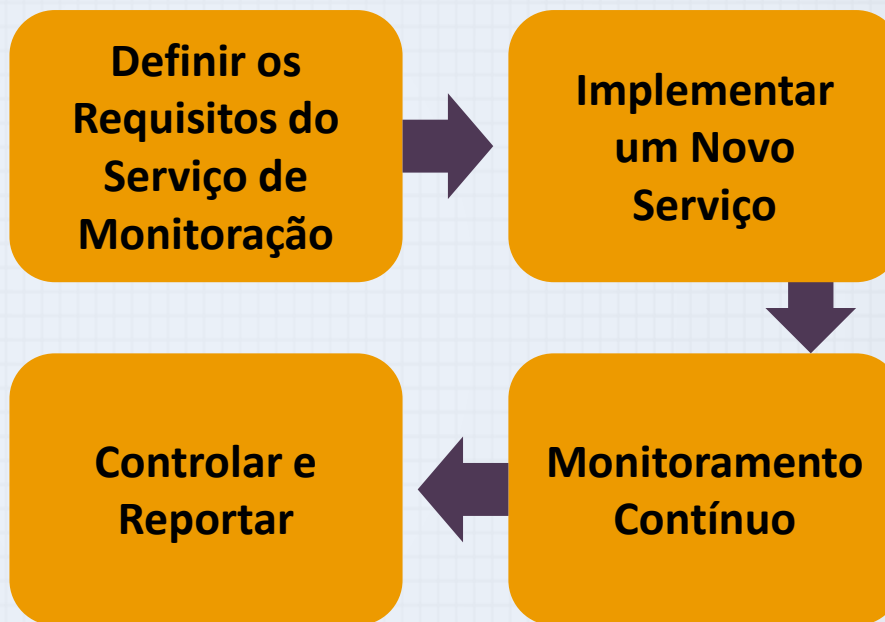 Definir os
Requisitos do
Serviço de
Monitoração
Implementar
um Novo
Serviço
Controlar e
Reportar
Monitoramento
Contínuo